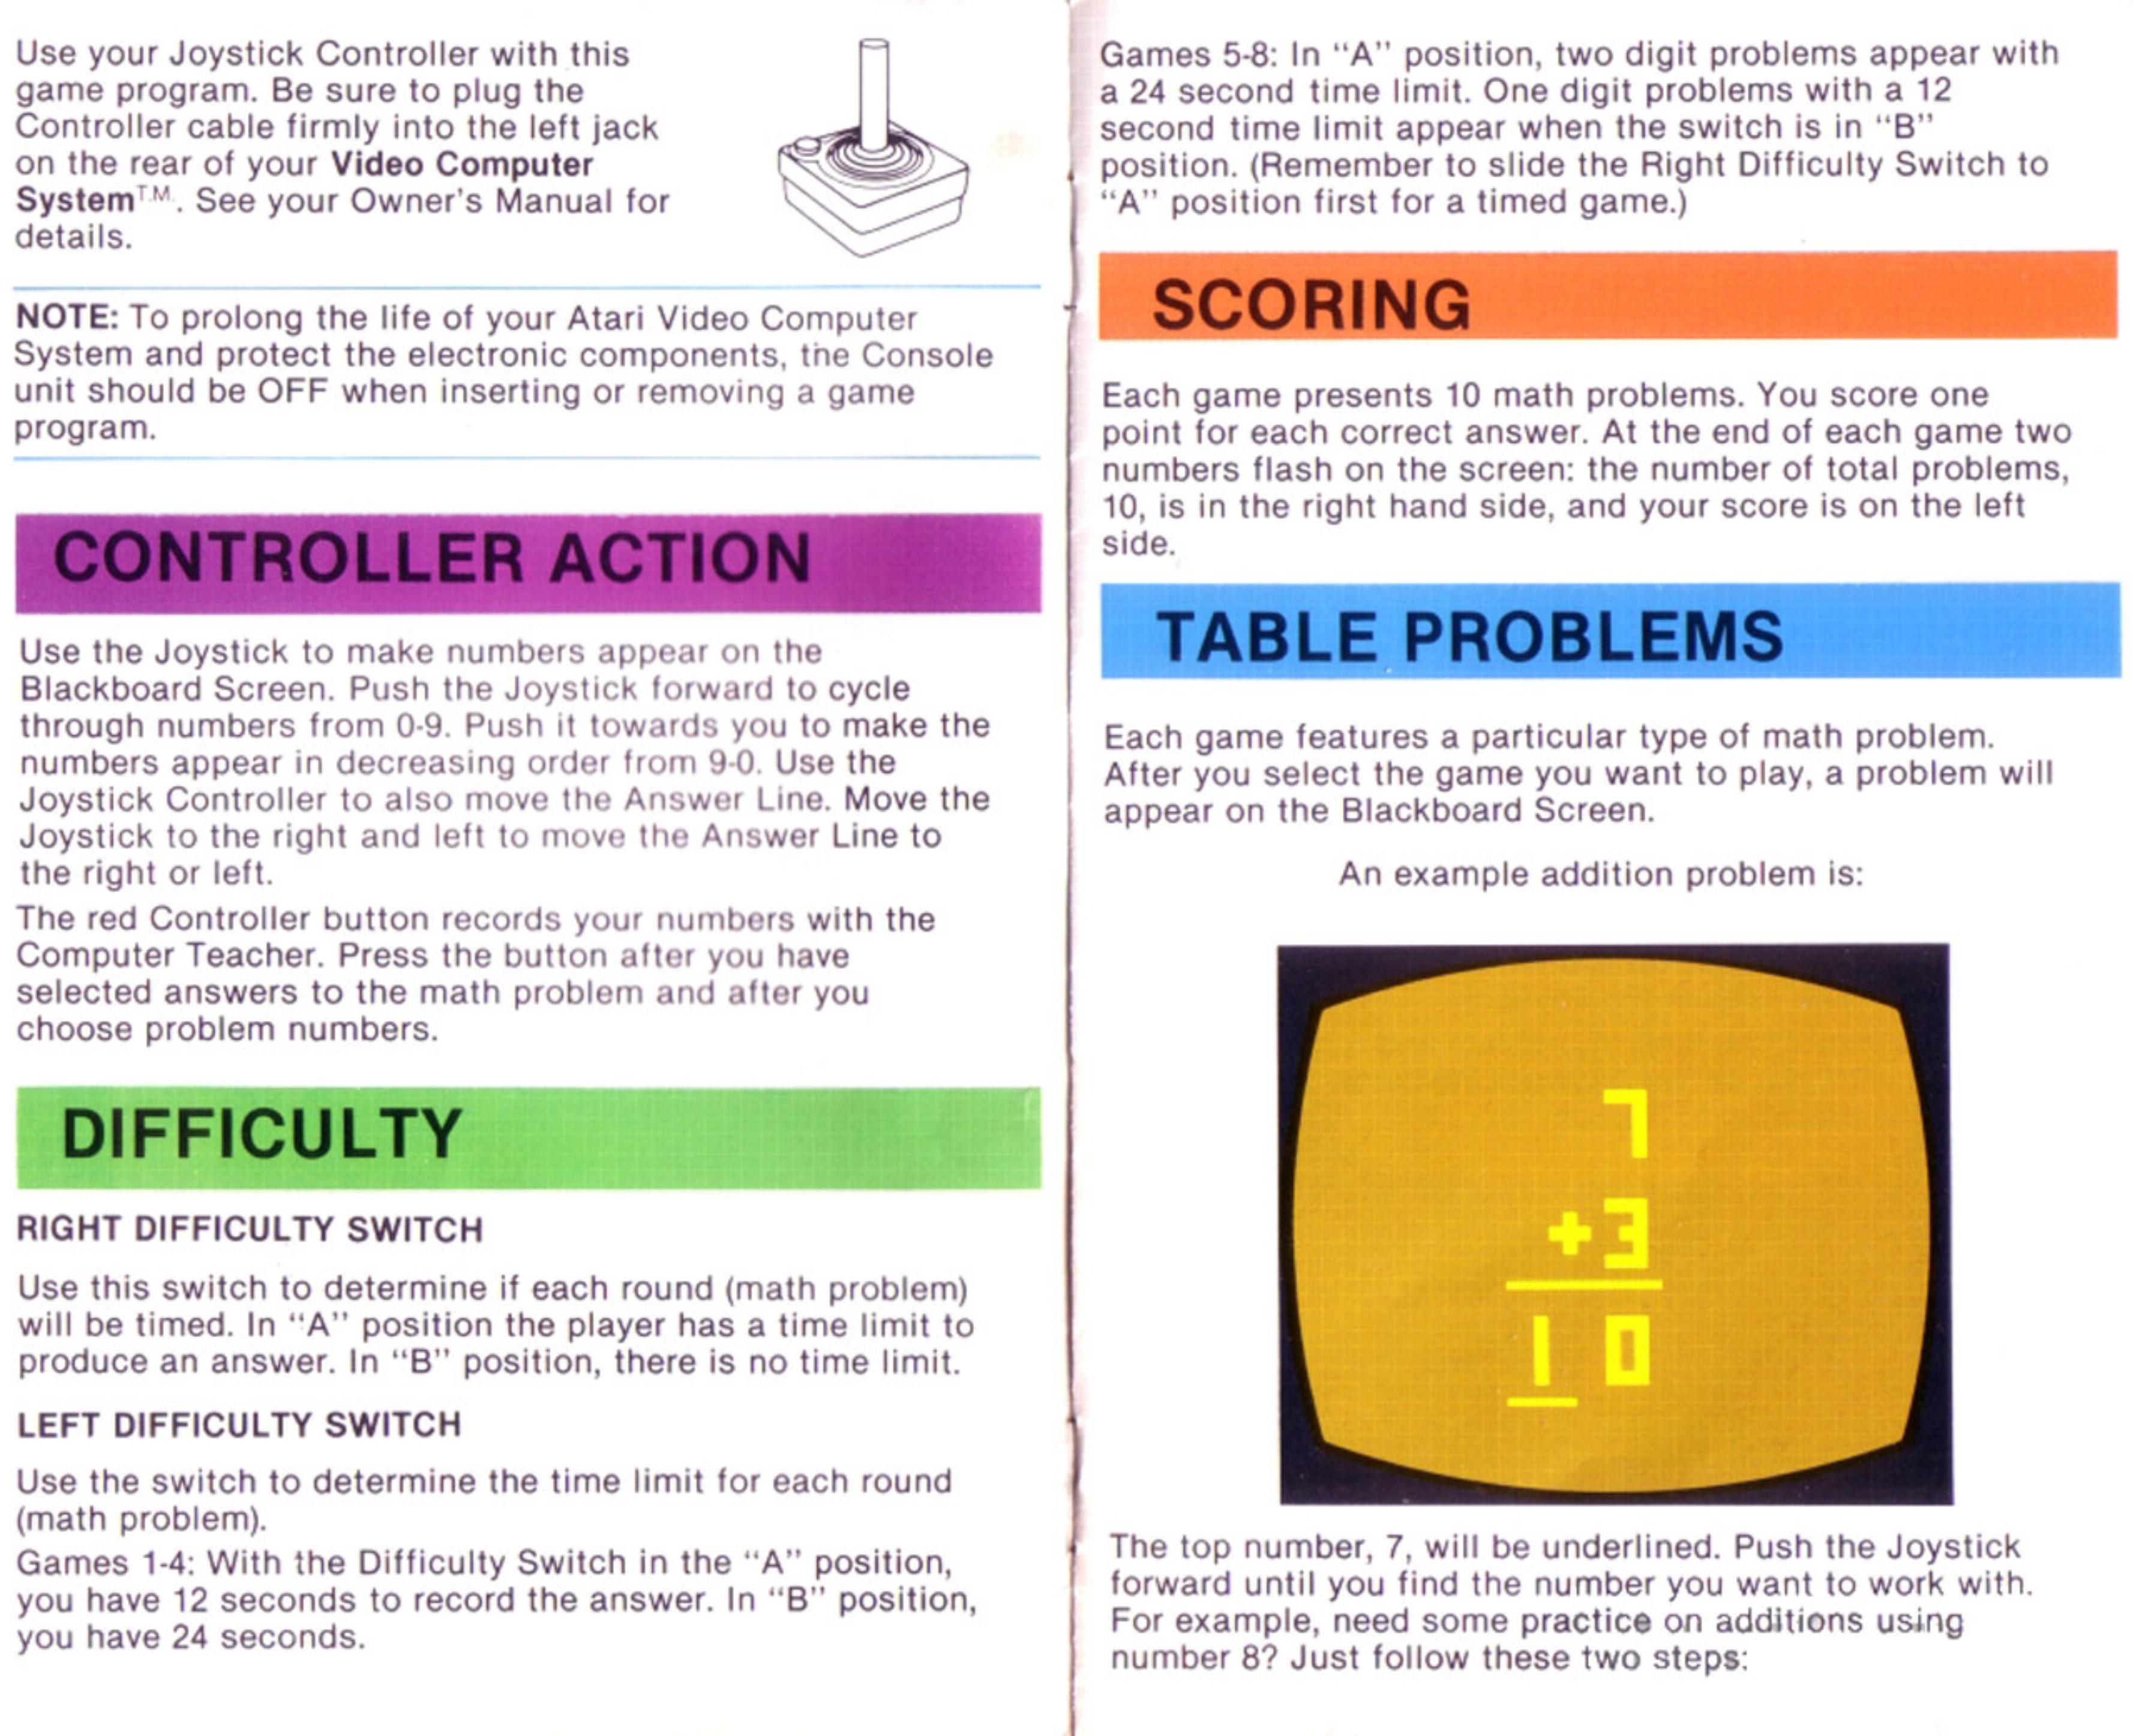 Use your Joystick Controller with this
game program. Be sure to plug the
Controller cable firmly into the left jack
on the rear of your Video Computer
System™. See your Owner's Manual for
details.
NOTE: To prolong the life of your Atari Video Computer
System and protect the electronic components, the Console
unit should be OFF when inserting or removing a game
program.
CONTROLLER ACTION
Use the Joystick to make numbers appear on the
Blackboard Screen. Push the Joystick forward to cycle
through numbers from 0-9. Push it towards you to make the
numbers appear in decreasing order from 9-0. Use the
Joystick Controller to also move the Answer Line. Move the
Joystick to the right and left to move the Answer Line to
the right or left.
The red Controller button records your numbers with the
Computer Teacher. Press the button after you have
selected answers to the math problem and after you
choose problem numbers.
DIFFICULTY
RIGHT DIFFICULTY SWITCH
Use this switch to determine if each round (math problem)
will be timed. In "A" position the player has a time limit to
produce an answer. In "B" position, there is no time limit.
LEFT DIFFICULTY SWITCH
Use the switch to determine the time limit for each round
(math problem).
Games 1-4: With the Difficulty Switch in the "A" position,
you have 12 seconds to record the answer. In "B" position,
you have 24 seconds.
Games 5-8: In "A" position, two digit problems appear with
a 24 second time limit. One digit problems with a 12
second time limit appear when the switch is in "B"
position. (Remember to slide the Right Difficulty Switch to
"A" position first for a timed game.)
SCORING
Each game presents 10 math problems. You score one
point for each correct answer. At the end of each game two
numbers flash on the screen: the number of total problems,
10, is in the right hand side, and your score is on the left
side.
TABLE PROBLEMS
Each game features a particular type of math problem.
After you select the game you want to play, a problem will
appear on the Blackboard Screen.
An example addition problem is:
7
+3
10
The top number, 7, will be underlined. Push the Joystick
forward until you find the number you want to work with.
For example, need some practice on additions using
number 8? Just follow these two steps: